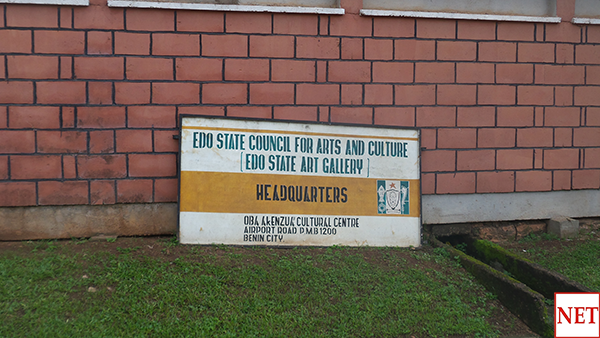 EDO STATE COUNCIL FOR ARTS AND CULTURE
[EDO STATE ART GALLERY]
HEADQUARTERS
OBA AKENZUA CULTURAL CENTRE
AIRPORT ROAD P.M.B 1200
BENIN CITY
NET